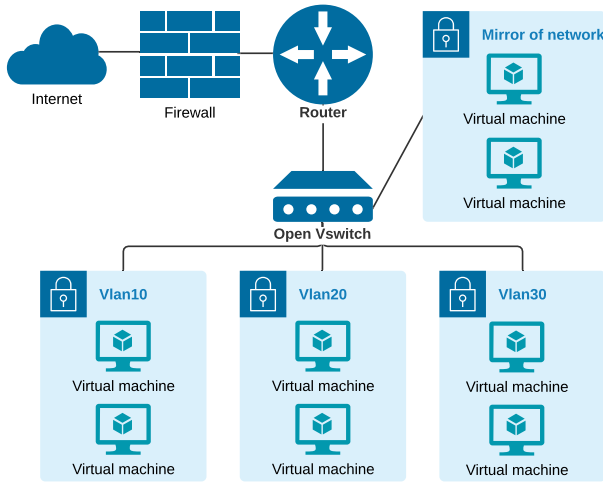 Mirror of network
Virtual machine
Virtual machine
Internet
Firewall
Router
Open Vswitch
Vlan10
Virtual machine
Virtual machine
Vlan20
Virtual machine
Virtual machine
Vlan30
Virtual machine
Virtual machine